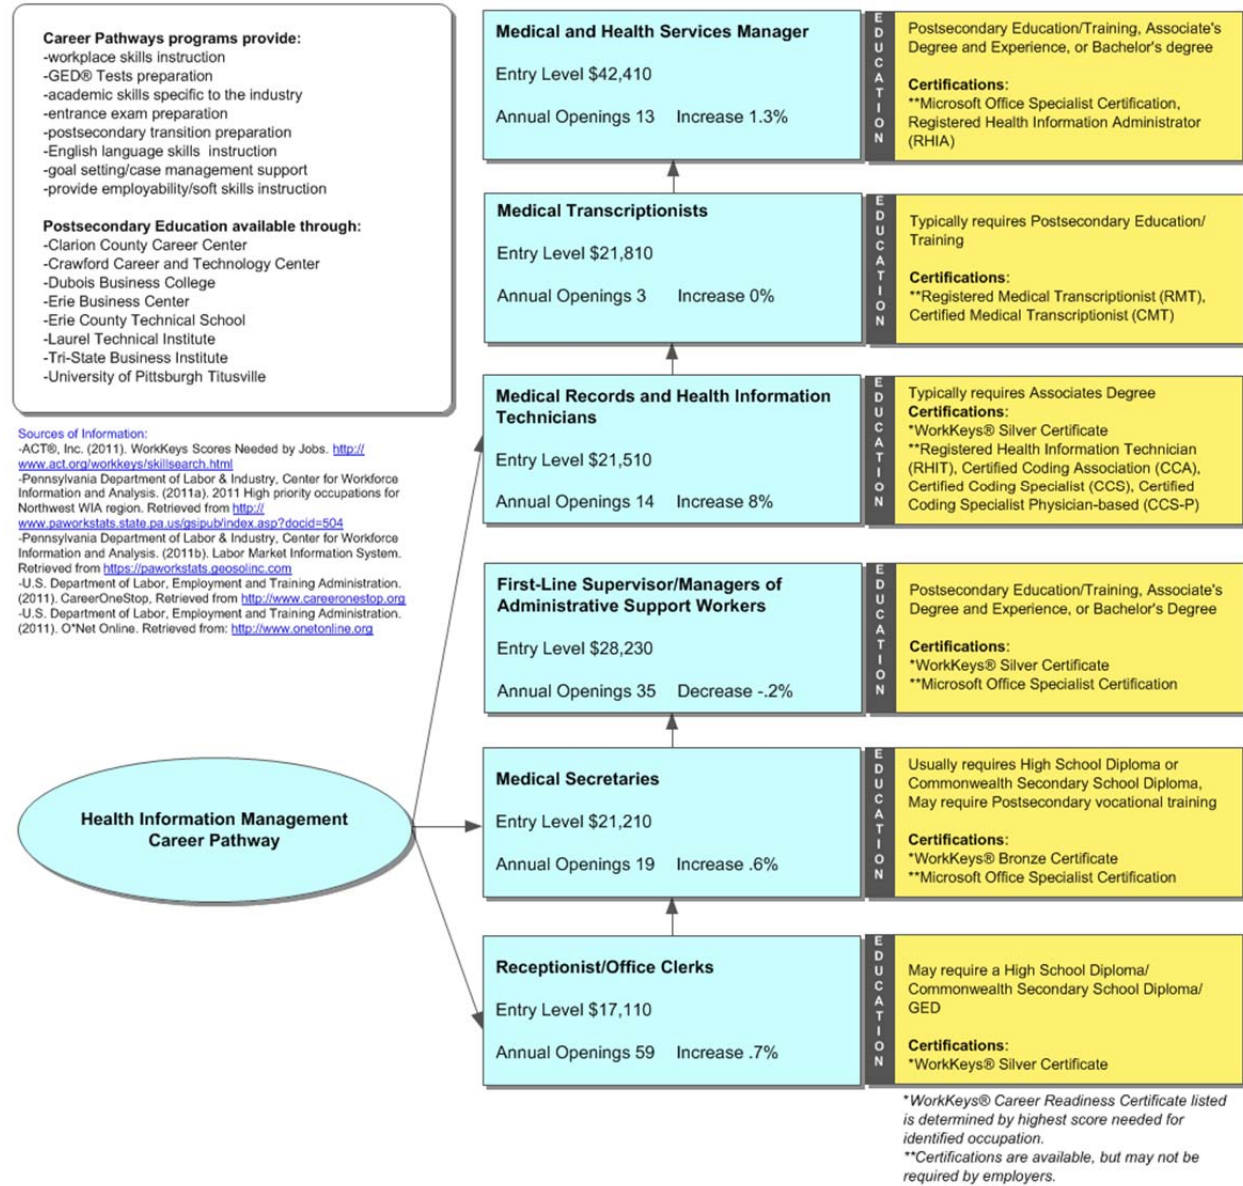 Career Pathways programs provide:
-workplace skills instruction
-GED® Tests preparation
-academic skills specific to the industry
-entrance exam preparation
-postsecondary transition preparation
-English language skills  instruction
-goal setting/case management support
-provide employability/soft skills instruction
Postsecondary Education available through:
-Clarion County Career Center
-Crawford Career and Technology Center
-Dubois Business College
-Erie Business Center
-Erie County Technical School
-Laurel Technical Institute
-Tri-State Business Institute
-University of Pittsburgh Titusville
Sources of Information:
-ACT®, Inc. (2011). WorkKeys Scores Needed by Jobs. http://
www.act.org/workkeys/skillsearch.html
-Pennsylvania Department of Labor & Industry, Center for Workforce
Information and Analysis. (2011a). 2011 High priority occupations for
Northwest WIA region. Retrieved from http://
www.paworkstats.state.pa.us/gsipub/index.asp?docid=504
-Pennsylvania Department of Labor & Industry, Center for Workforce
Information and Analysis. (2011b). Labor Market Information System.
Retrieved from https://paworkstats.geosolinc.com
-U.S. Department of Labor, Employment and Training Administration.
(2011). CareerOneStop, Retrieved from http://www.careeronestop.org
-U.S. Department of Labor, Employment and Training Administration.
(2011). O*Net Online. Retrieved from: http://www.onetonline.org
Health Information Management
Career Pathway
Medical and Health Services Manager
Entry Level $42,410
Annual Openings 13 Increase 1.3%
EDUCATION
Postsecondary Education/Training, Associate's
Degree and Experience, or Bachelor's degree
Certifications:
**Microsoft Office Specialist Certification,
Registered Health Information Administrator
(RHIA)
Medical Transcriptionists
Entry Level $21,810
Annual Openings 3 Increase 0%
EDUCATION
Typically requires Postsecondary Education/
Training
Certifications:
**Registered Medical Transcriptionist (RMT),
Certified Medical Transcriptionist (CMT)
Medical Records and Health Information
Technicians
Entry Level $21,510
Annual Openings 14 Increase 8%
EDUCATION
Typically requires Associates Degree
Certifications:
*WorkKeys® Silver Certificate
**Registered Health Information Technician
(RHIT), Certified Coding Association (CCA),
Certified Coding Specialist (CCS), Certified
Coding Specialist Physician-based (CCS-P)
First-Line Supervisor/Managers of
Administrative Support Workers
Entry Level $28,230
Annual Openings 35 Decrease -.2%
EDUCATION
Postsecondary Education/Training, Associate's
Degree and Experience, or Bachelor's Degree
Certifications:
*WorkKeys® Silver Certificate
**Microsoft Office Specialist Certification
Medical Secretaries
Entry Level $21,210
Annual Openings 19 Increase .6%
EDUCATION
Usually requires High School Diploma or
Commonwealth Secondary School Diploma,
May require Postsecondary vocational training
Certifications:
*WorkKeys® Bronze Certificate
**Microsoft Office Specialist Certification
Receptionist/Office Clerks
Entry Level $17,110
Annual Openings 59 Increase .7%
EDUCATION
May require a High School Diploma/
Commonwealth Secondary School Diploma/
GED
Certifications:
*WorkKeys® Silver Certificate
*WorkKeys® Career Readiness Certificate listed
is determined by highest score needed for
identified occupation.
**Certifications are available, but may not be
required by employers.